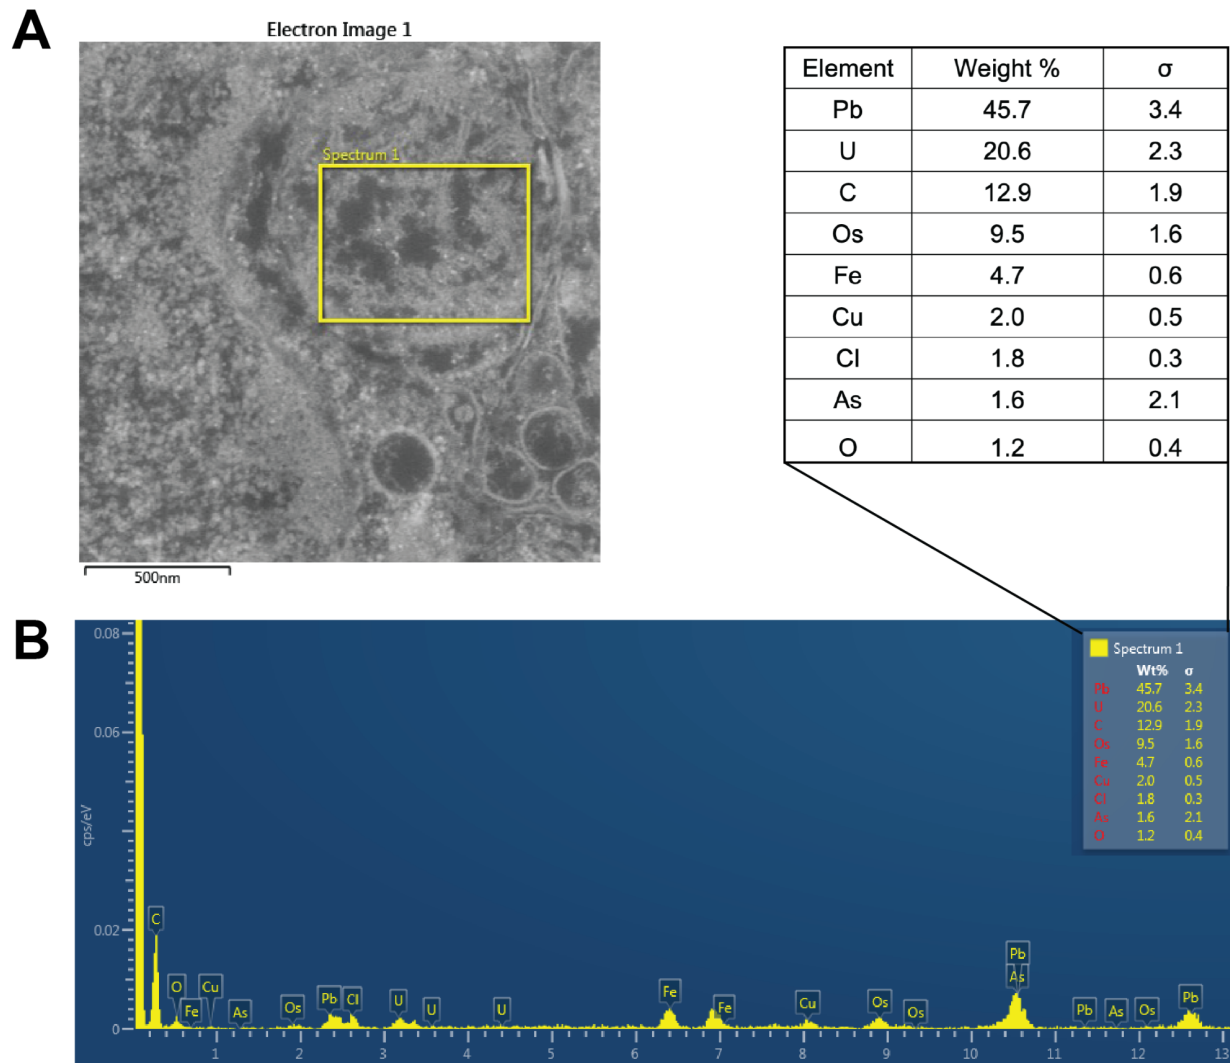 A
Electron Image 1
Spectrum 1
500nm
Element Weight % σ
Pb 45.7 3.4
U 20.6 2.3
C 12.9 1.9
Os 9.5 1.6
Fe 4.7 0.6
Cu 2.0 0.5
Cl 1.8 0.3
As 1.6 2.1
O 1.2 0.4
B
0.08
0.06
cps/eV
0.02
0
C
O
Fe
Cu
As
Os
Pb
Cl
U
U
U
Fe
Fe
Cu
Os
Os
Pb
As
Pb
As
Os
Pb
1 2 3 4 5 6 7 8 9 10 11 12 13
Spectrum 1
Wt% σ
Pb 45.7 3.4
U 20.6 2.3
C 12.9 1.9
Os 9.5 1.6
Fe 4.7 0.6
Cu 2.0 0.5
Cl 1.8 0.3
As 1.6 2.1
O 1.2 0.4